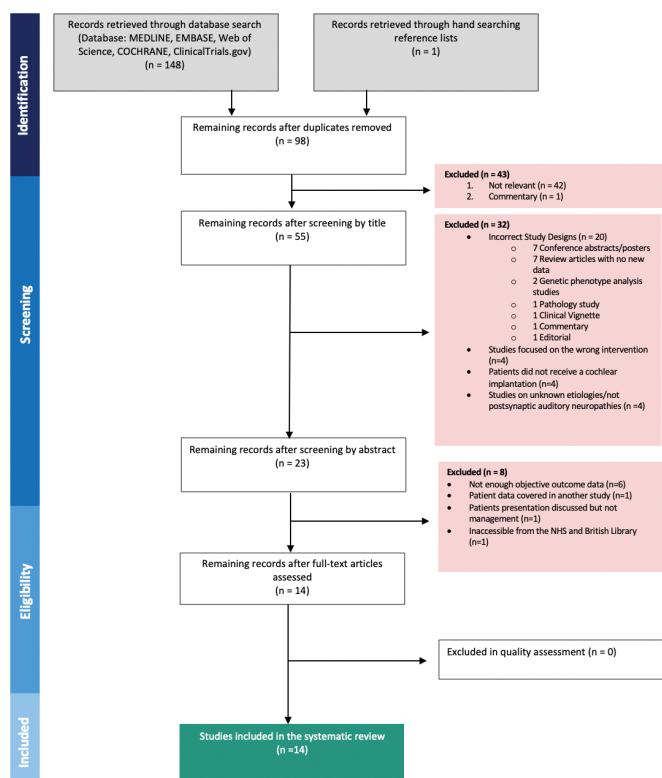 Identification
Records retrieved through database search
(Database: MEDLINE, EMBASE, Web of
Science, COCHRANE, ClinicalTrials.gov)
(n = 148)
Records retrieved through hand searching
reference lists
(n = 1)
Remaining records after duplicates removed
(n = 98)
Screening
Excluded (n = 43)
1. Not relevant (n = 42)
2. Commentary (n = 1)
Remaining records after screening by title
(n = 55)
Excluded (n = 32)
• Incorrect Study Designs (n = 20)
o 7 Conference abstracts/posters
o 7 Review articles with no new
data
o 2 Genetic phenotype analysis
studies
o 1 Pathology study
o 1 Clinical Vignette
o 1 Commentary
o 1 Editorial
• Studies focused on the wrong intervention
(n=4)
• Patients did not receive a cochlear
implantation (n=4)
• Studies on unknown etiologies/not
postsynaptic auditory neuropathies (n =4)
Remaining records after screening by abstract
(n = 23)
Excluded (n = 8)
• Not enough objective outcome data (n=6)
• Patient data covered in another study (n=1)
• Patients presentation discussed but not
management (n=1)
• Inaccessible from the NHS and British Library
(n=1)
Eligibility
Remaining records after full-text articles
assessed
(n = 14)
Excluded in quality assessment (n = 0)
Included
Studies included in the systematic review
(n =14)